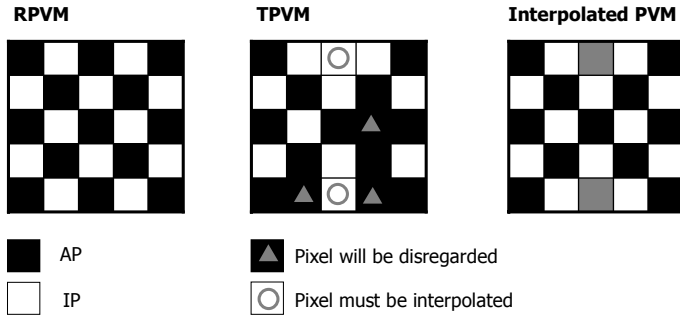 RPVM
TPVM
Interpolated PVM
AP
Pixel will be disregarded
IP
Pixel must be interpolated